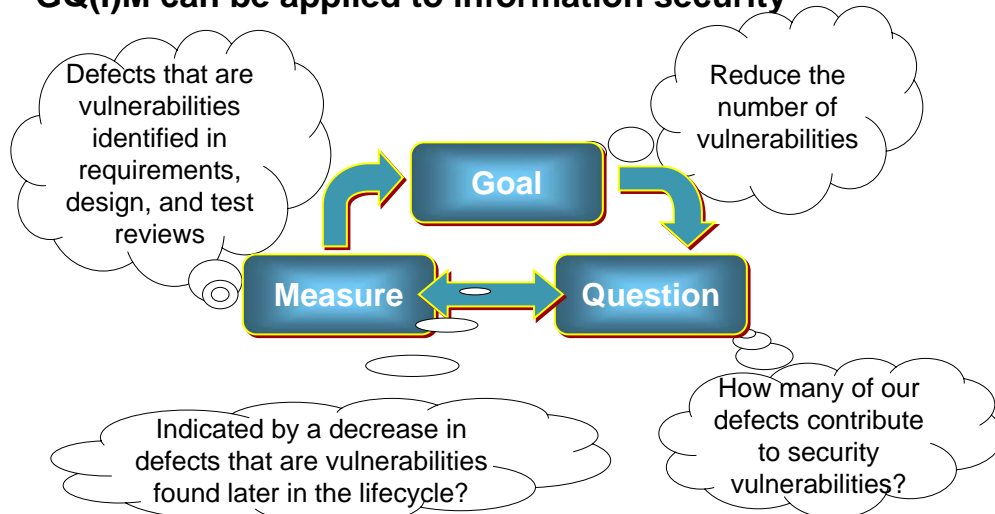 GQ(I)M can be applied to information security
Defects that are
vulnerabilities
identified in
requirements,
design, and test
reviews
Reduce the
number of
vulnerabilities
Goal
Measure
Question
How many of our
defects contribute
to security
vulnerabilities?
Indicated by a decrease in
defects that are vulnerabilities
found later in the lifecycle?